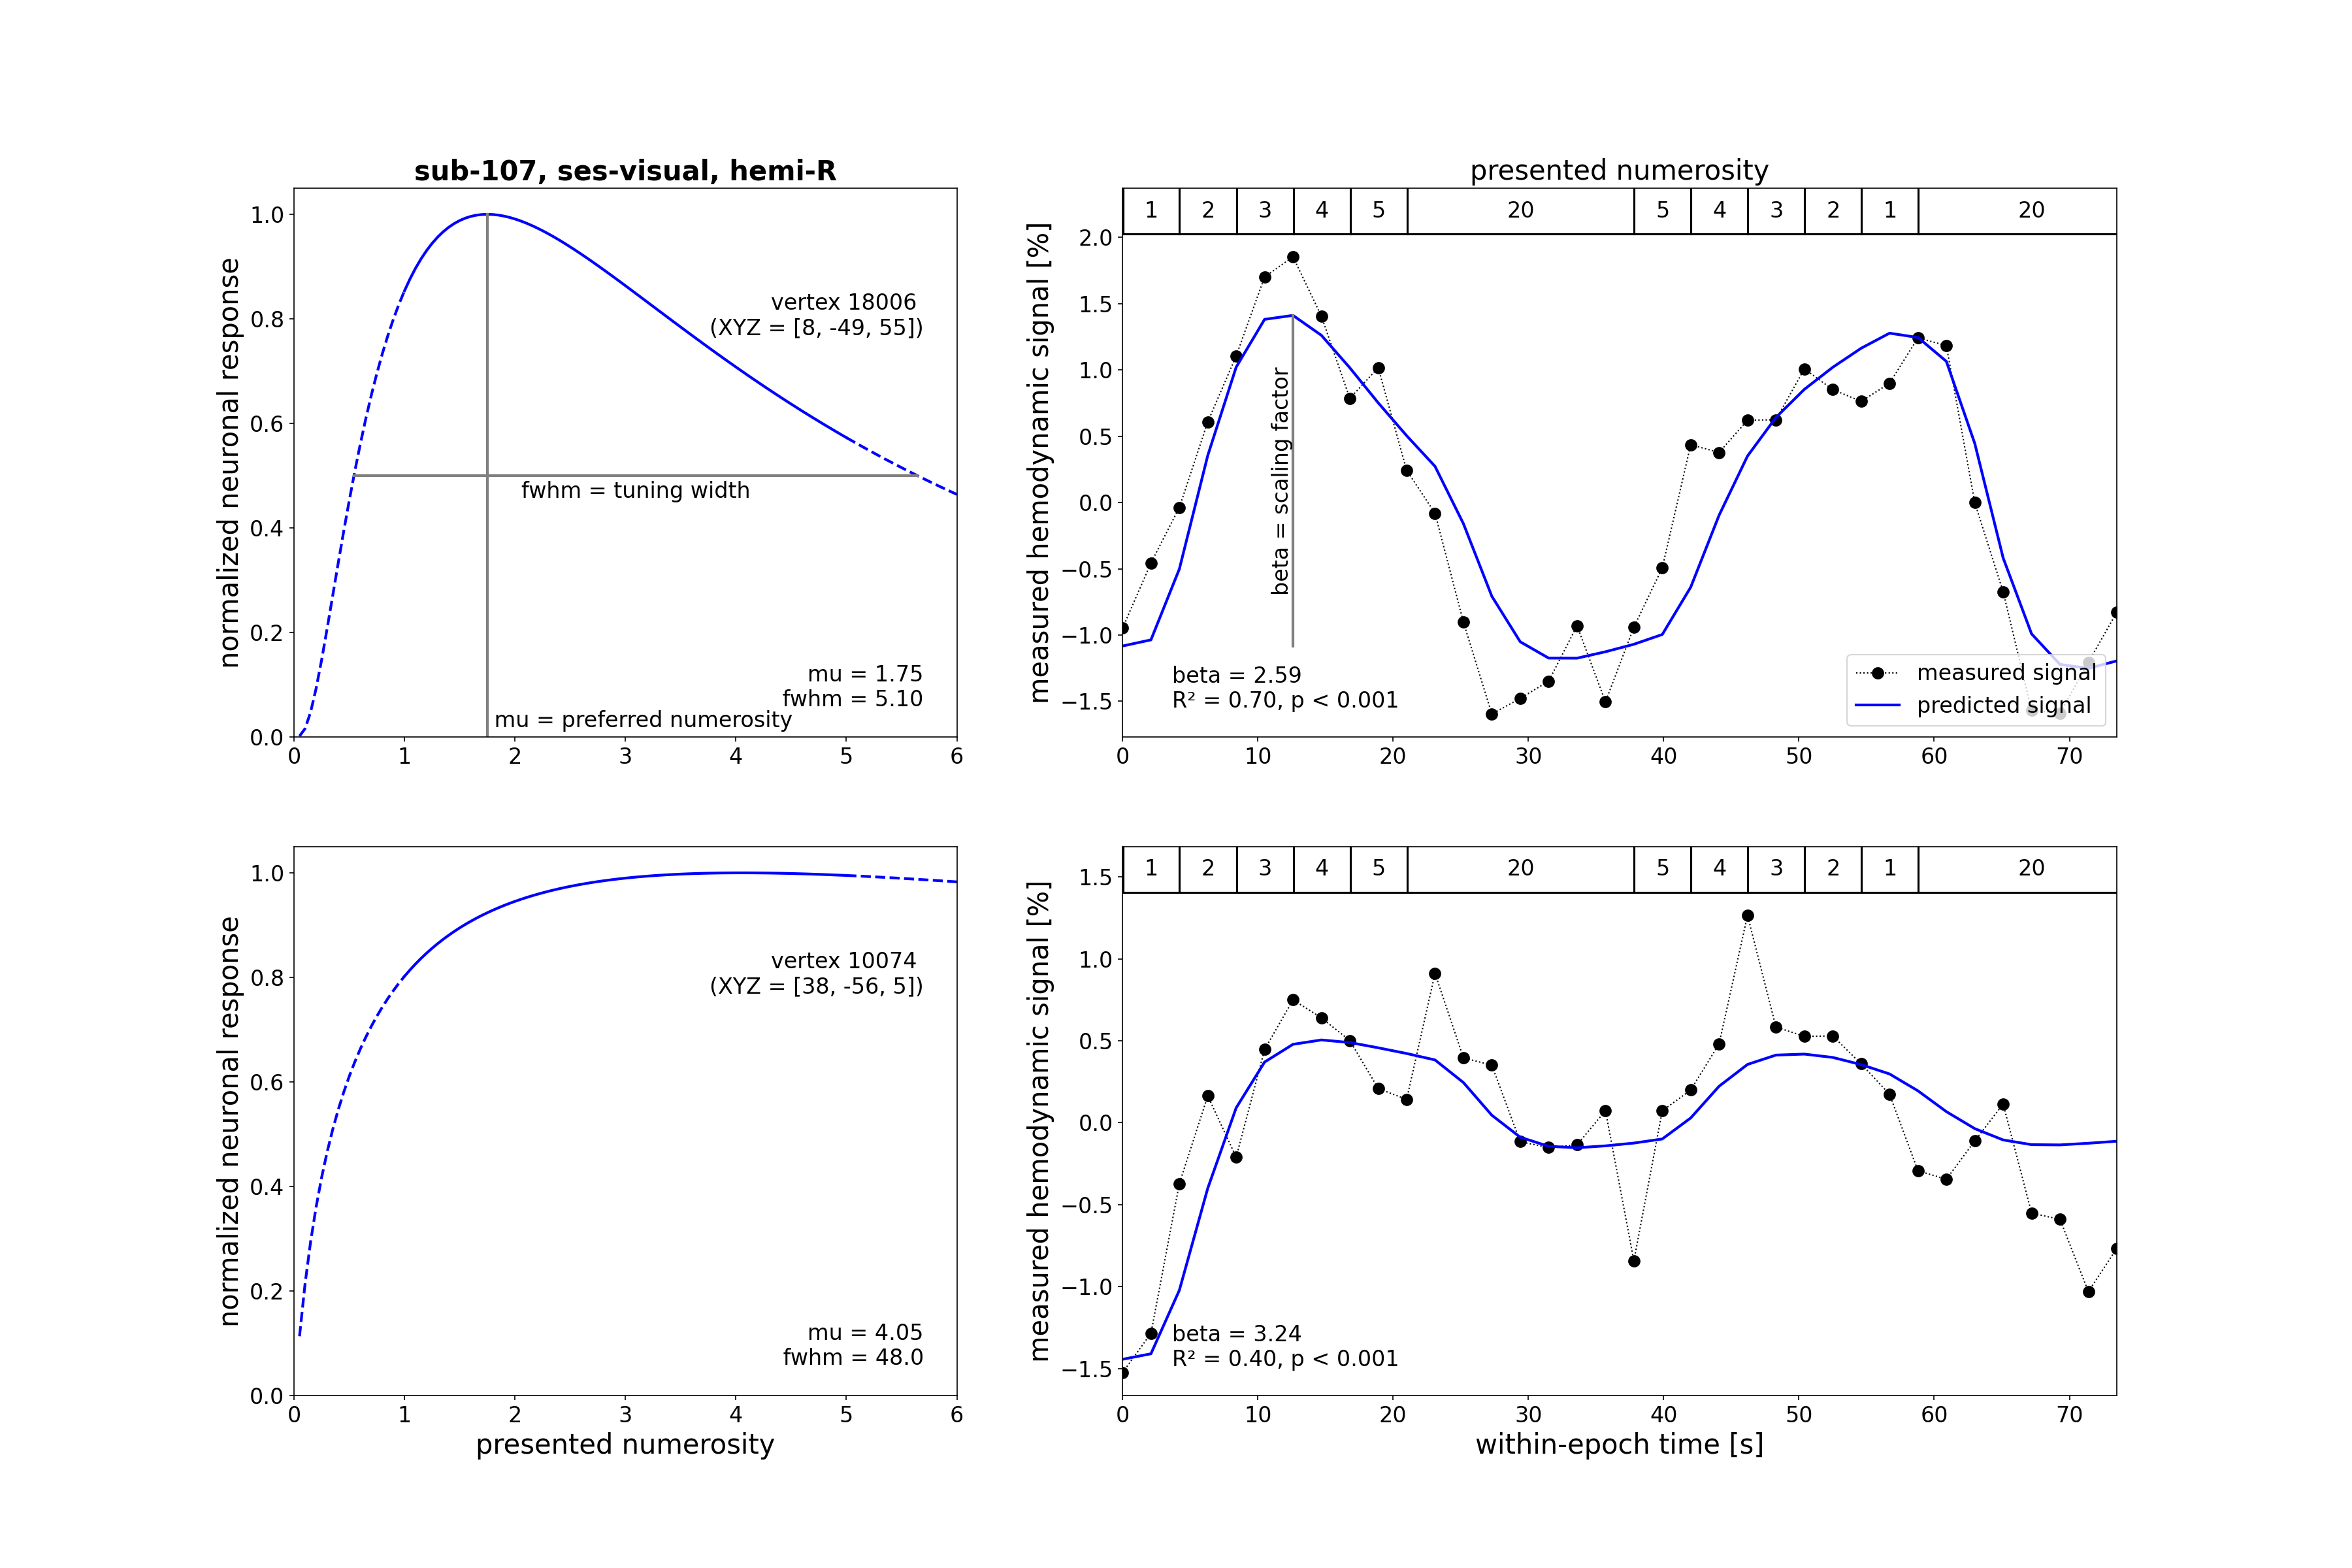 sub-107, ses-visual, hemi-R
normalized neuronal response
1.0
0.8
0.6
0.4
0.2
0.0
vertex 18006
(XYZ = [8, -49, 55])
fwhm = tuning width
mu = 1.75
fwhm = 5.10
mu = preferred numerosity
0 1 2 3 4 5 6
presented numerosity
1 2 3 4 5 20 5 4 3 2 1 20
measured hemodynamic signal [%]
2.0
1.5
1.0
0.5
0.0
−0.5
−1.0
−1.5
beta = scaling factor
beta = 2.59
R² = 0.70, p < 0.001
measured signal
predicted signal
0 10 20 30 40 50 60 70
normalized neuronal response
1.0
0.8
0.6
0.4
0.2
0.0
vertex 10074
(XYZ = [38, -56, 5])
mu = 4.05
fwhm = 48.0
0 1 2 3 4 5 6
presented numerosity
1 2 3 4 5 20 5 4 3 2 1 20
measured hemodynamic signal [%]
1.5
1.0
0.5
0.0
−0.5
−1.0
−1.5
beta = 3.24
R² = 0.40, p < 0.001
0 10 20 30 40 50 60 70
within-epoch time [s]